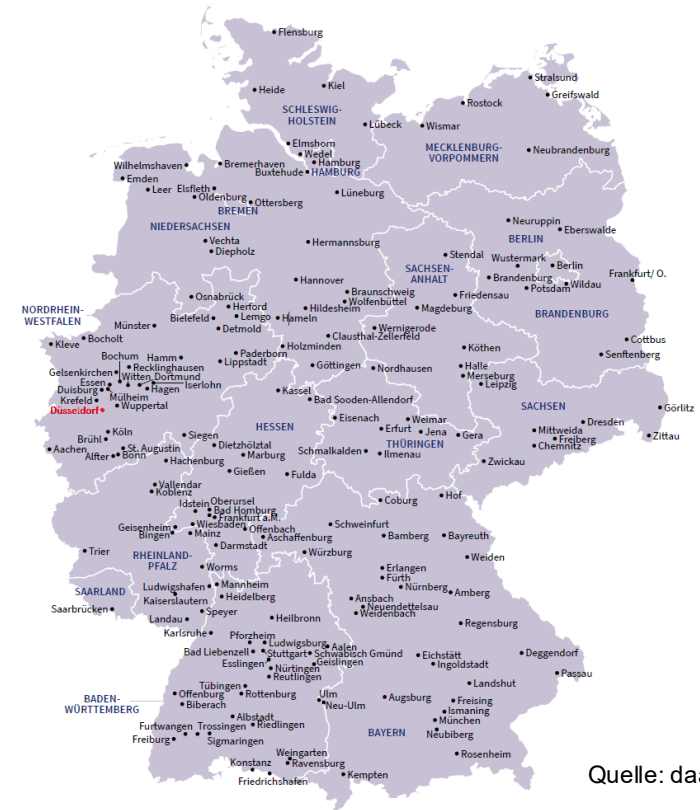 Flensburg
Stralsund
Kiel
Heide
Greifswald
Rostock
SCHLESWIG-
HOLSTEIN
Lübeck
Wismar
Elmshorn
MECKLENBURG-
VORPOMMERN
Wedel
Neubrandenburg
Wilhelmshaven
Bremerhaven
Hamburg
Buxtehude
HAMBURG
Emden
Leer
Elsfleth
Lüneburg
Oldenburg
Ottersberg
BREMEN
NIEDERSACHSEN
Neuruppin
Eberswalde
Vechta
Hermannsburg
BERLIN
Diepholz
Stendal
Wustermark
Berlin
SACHSEN-
ANHALT
Frankfurt/ O.
Hannover
Brandenburg
Wildau
Potsdam
Braunschweig
Friedensau
Osnabrück
Wolfenbüttel
NORDRHEIN-
WESTFALEN
Herford
Hildesheim
Magdeburg
BRANDENBURG
Bielefeld
Lemgo
Hameln
Münster
Detmold
Wernigerode
Clausthal-Zellerfeld
Bocholt
Kleve
Holzminden
Köthen
Cottbus
Bochum
Hamm
Paderborn
Senftenberg
Recklinghausen
Lippstadt
Göttingen
Nordhausen
Halle
Gelsenkirchen
Witten
Dortmund
Merseburg
Essen
Iserlohn
Leipzig
Duisburg
Hagen
Kassel
Mülheim
Krefeld
Bad Sooden-Allendorf
SACHSEN
Wuppertal
Düsseldorf
Görlitz
Eisenach
Weimar
Dresden
HESSEN
Erfurt
Jena
Mittweida
Köln
Siegen
Gera
Zittau
Brühl
THÜRINGEN
Freiberg
Dietzhölztal
Chemnitz
Aachen
St. Augustin
Schmalkalden
Ilmenau
Alfter
Bonn
Marburg
Hachenburg
Zwickau
Gießen
Fulda
Vallendar
Koblenz
Hof
Coburg
Oberursel
Idstein
Bad Homburg
Frankfurt a.M.
Wiesbaden
Schweinfurt
Geisenheim
Offenbach
Bingen
Mainz
Aschaffenburg
Bamberg
Bayreuth
Darmstadt
Trier
Würzburg
RHEINLAND-
PFALZ
Weiden
Worms
Erlangen
Fürth
Ludwigshafen
Mannheim
Nürnberg
SAARLAND
Amberg
Kaiserslautern
Heidelberg
Ansbach
Saarbrücken
Speyer
Neuendettelsau
Weidenbach
Landau
Heilbronn
Regensburg
Karlsruhe
Pforzheim
Ludwigsburg
Aalen
Bad Liebenzell
Stuttgart
Schwäbisch Gmünd
Eichstätt
Deggendorf
Esslingen
Geislingen
Ingolstadt
Nürtingen
Passau
Reutlingen
Landshut
Tübingen
BADEN-
WÜRTTEMBERG
Offenburg
Rottenburg
Ulm
Augsburg
Freising
Biberach
Neu-Ulm
Ismaning
Albstadt
München
Furtwangen
Trossingen
Riedlingen
BAYERN
Neubiberg
Freiburg
Sigmaringen
Weingarten
Rosenheim
Konstanz
Ravensburg
Friedrichshafen
Kempten
Quelle: daa